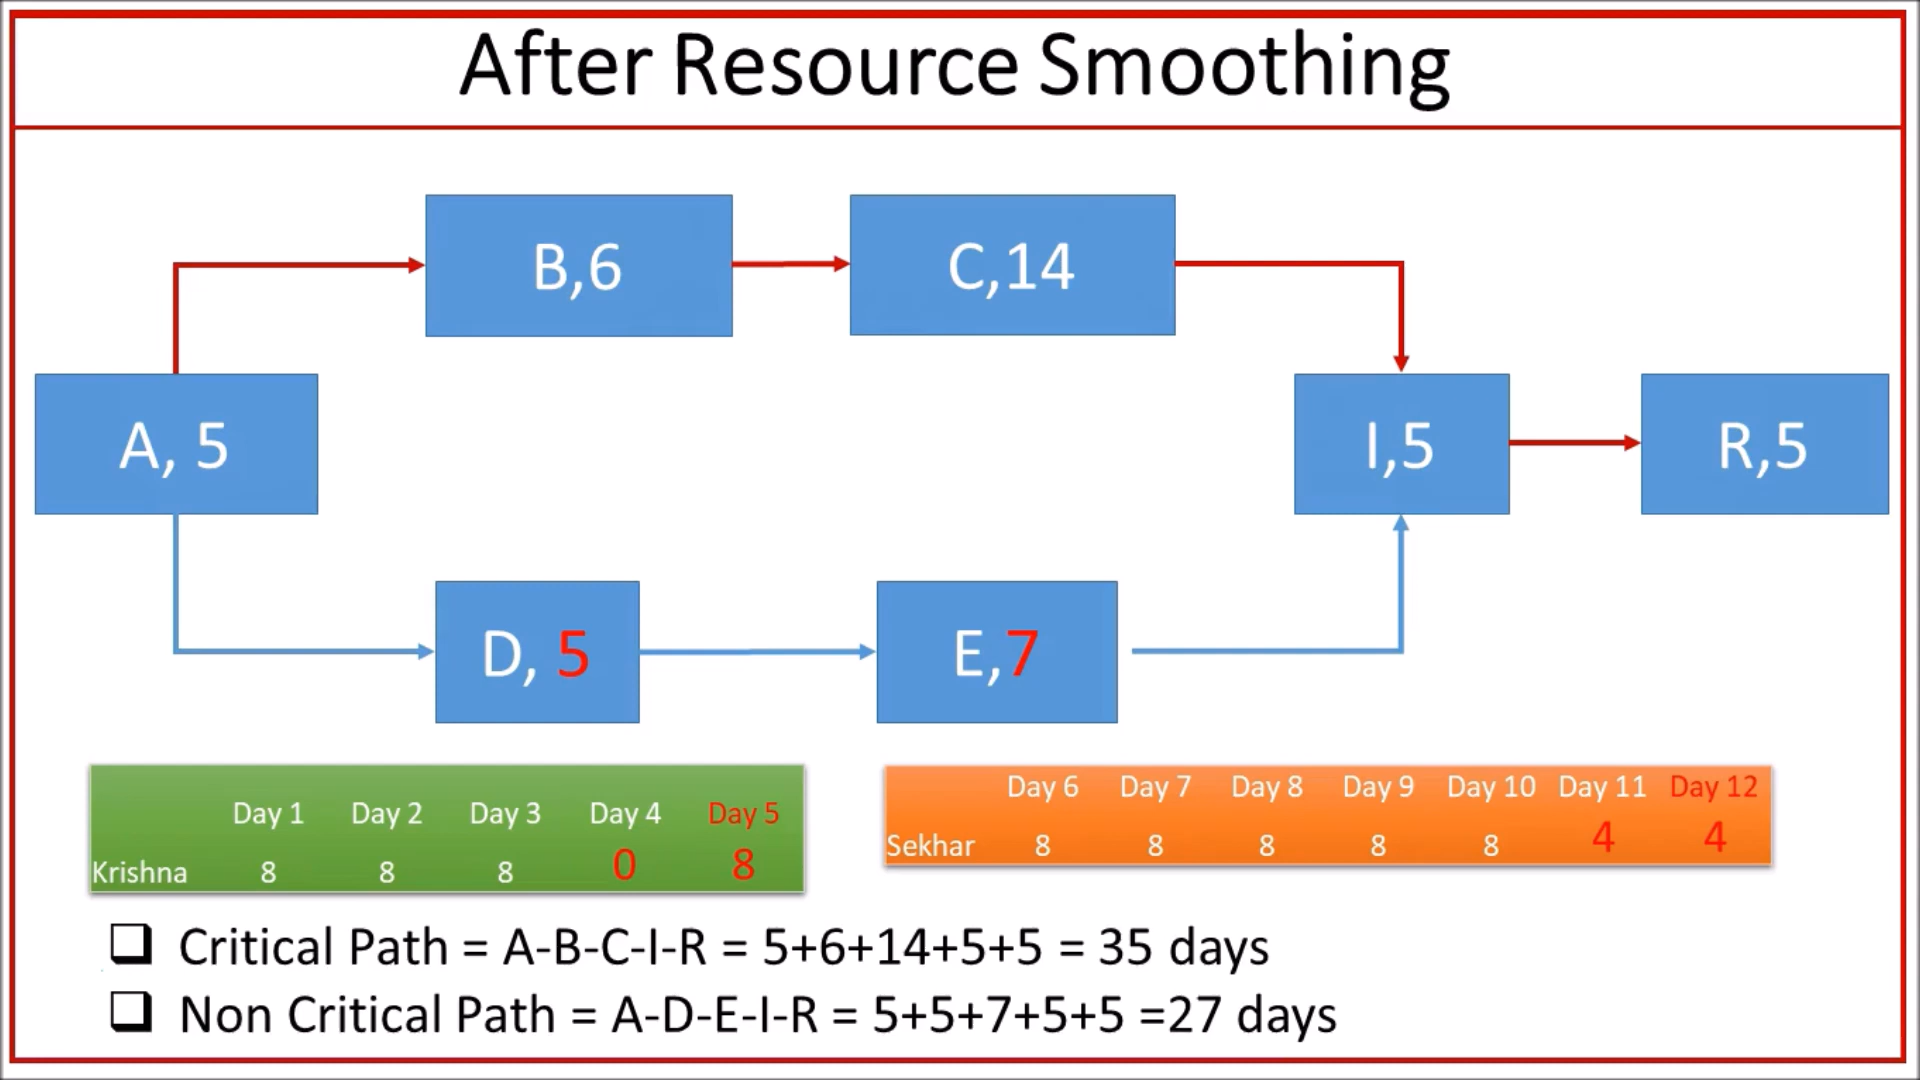 After Resource Smoothing
B,6
C,14
A, 5
I,5
R,5
D, 5
E,7
Day 1 Day 2 Day 3 Day 4 Day 5
Krishna 8 8 8 0 8
Day 6 Day 7 Day 8 Day 9 Day 10 Day 11 Day 12
Sekhar 8 8 8 8 8 4 4
Critical Path = A-B-C-I-R = 5+6+14+5+5 = 35 days
Non Critical Path = A-D-E-I-R = 5+5+7+5+5 =27 days